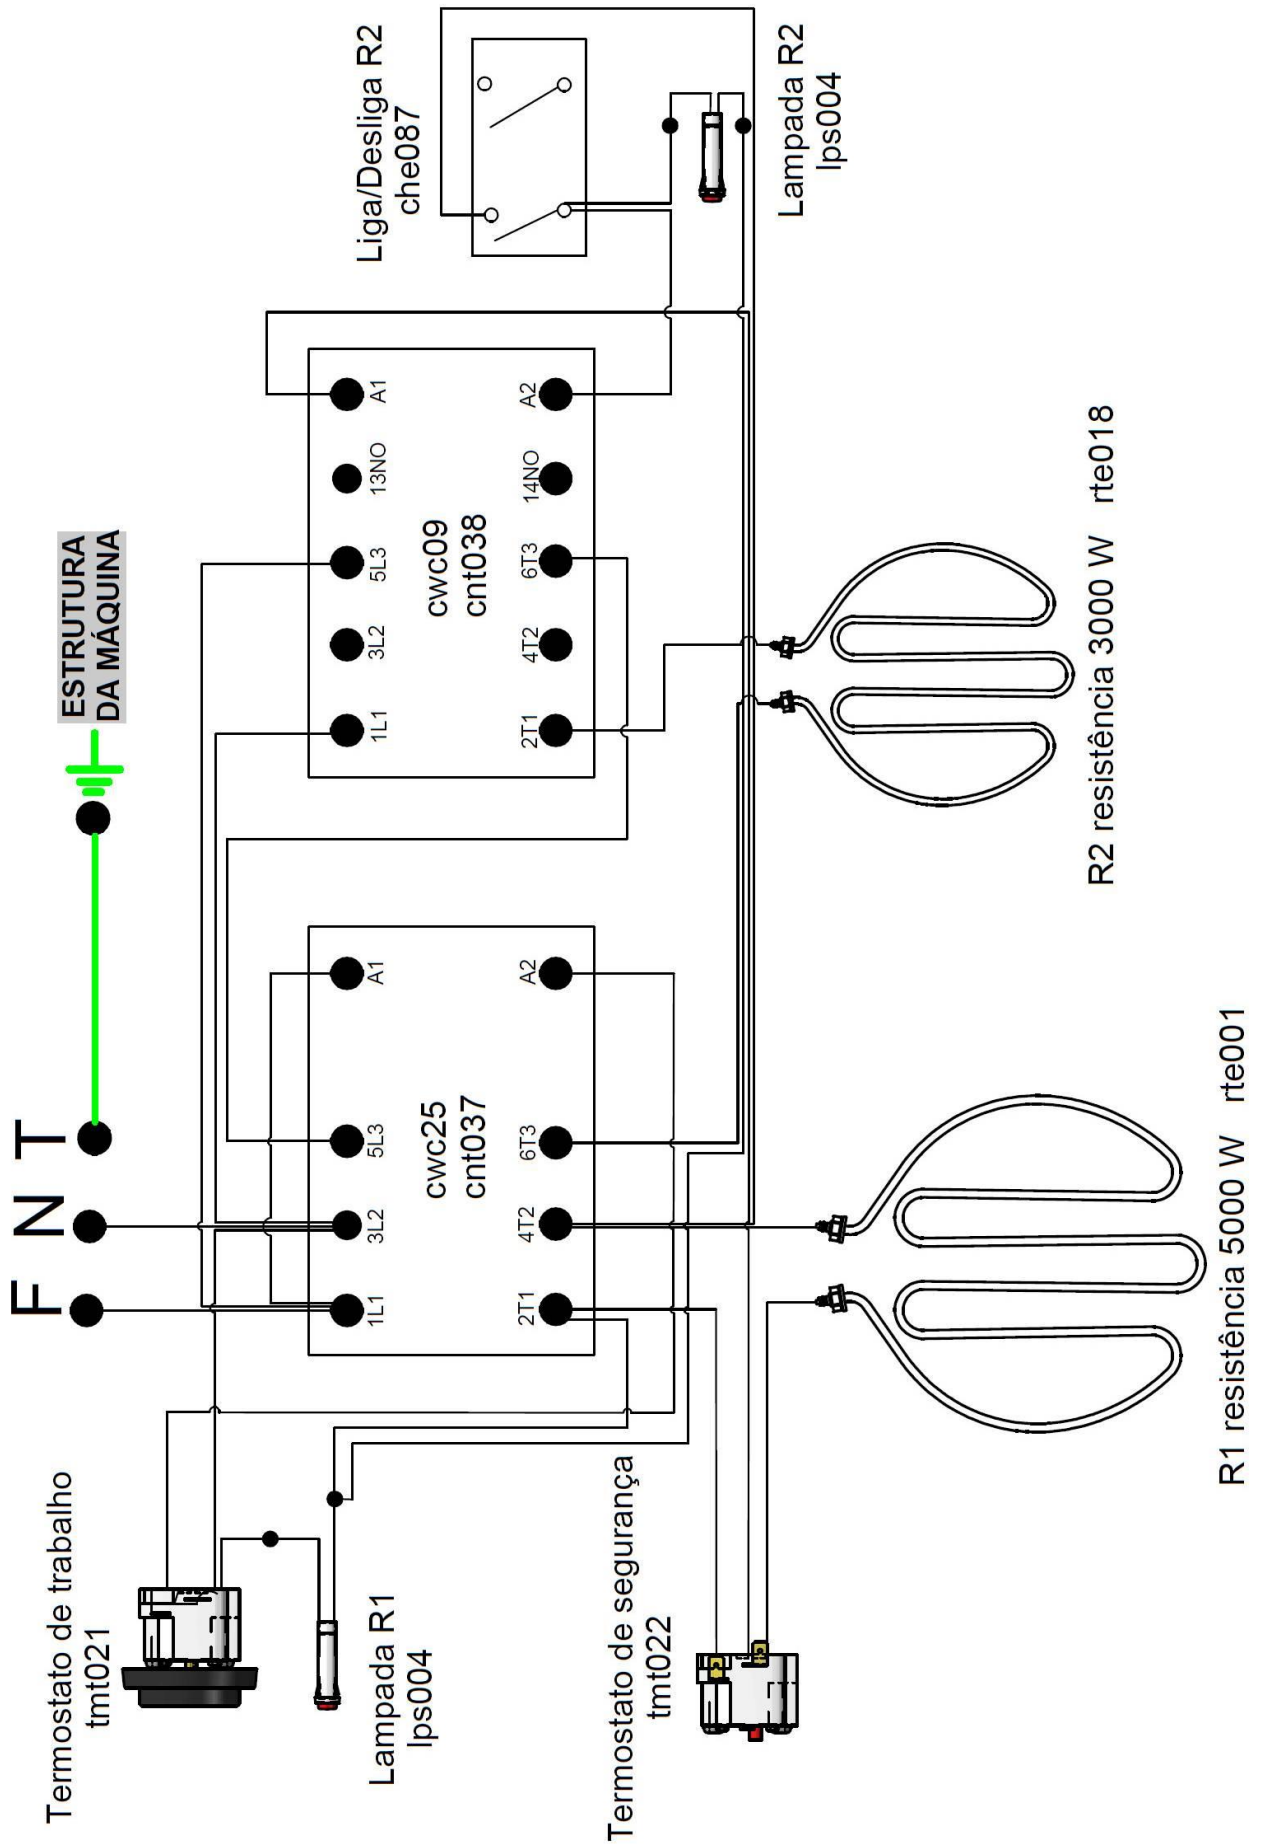 F N T
ESTRUTURA
DA MÁQUINA
Termostato de trabalho
tmt021
Lampada R1
lps004
1L1
3L2
5L3
A1
cwc25
cnt037
2T1
4T2
6T3
A2
1L1
3L2
5L3
13NO
A1
cwc09
cnt038
2T1
4T2
6T3
14NO
A2
Liga/Desliga R2
che087
Lampada R2
lps004
Termostato de segurança
tmt022
R1 resistência 5000 W rte001
R2 resistência 3000 W rte018